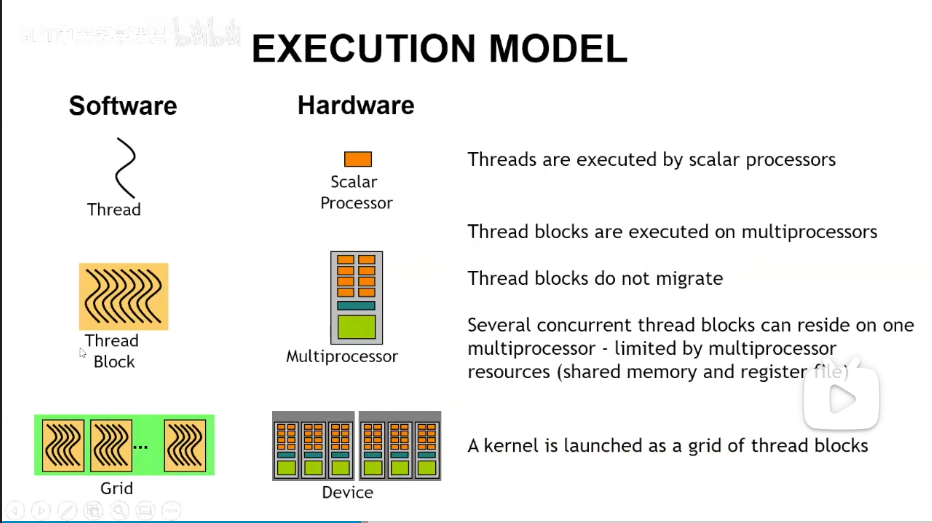 EXECUTION MODEL
Software
Hardware
Thread
Scalar
Processor
Threads are executed by scalar processors
Thread
Block
Multiprocessor
Thread blocks are executed on multiprocessors
Thread blocks do not migrate
Several concurrent thread blocks can reside on one
multiprocessor - limited by multiprocessor
resources (shared memory and register file)
...
Grid
Device
A kernel is launched as a grid of thread blocks